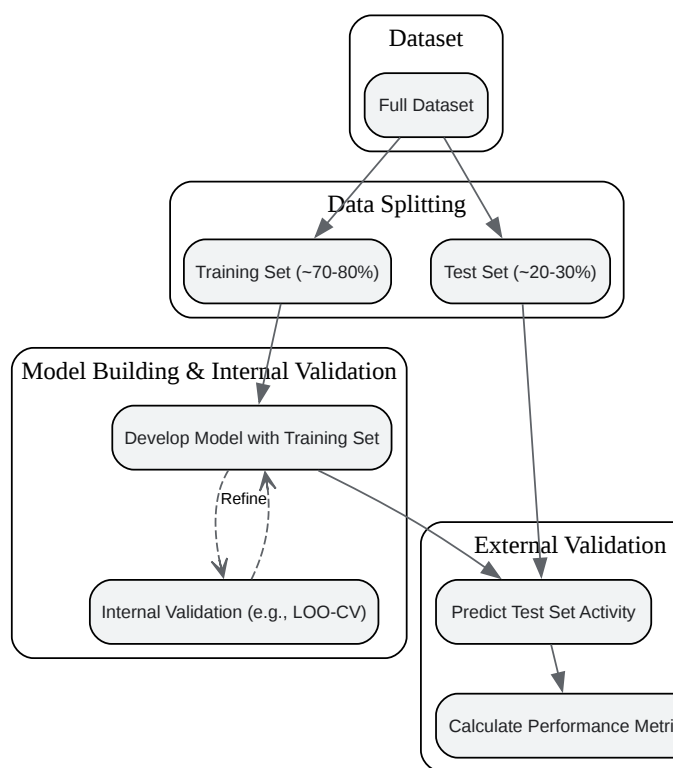 Dataset
Full Dataset
Data Splitting
Training Set (~70-80%)
Test Set (~20-30%)
Model Building & Internal Validation
Develop Model with Training Set
Refine
External Validation
Internal Validation (e.g., LOO-CV)
Predict Test Set Activity
Calculate Performance Metri